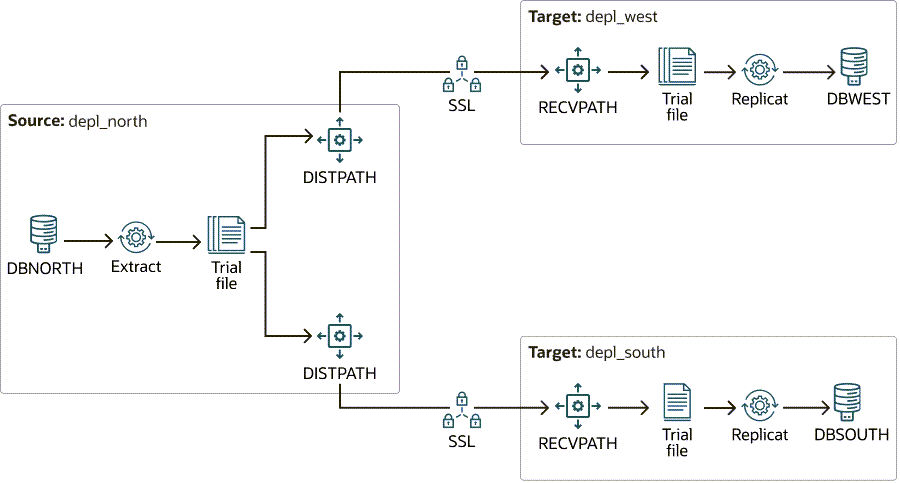 Target: depl_west
SSL
RECVPATH
Trial
file
Replicat
DBWEST
Source: depl_north
DISTPATH
DBNORTH
Extract
Trial
file
DISTPATH
Target: depl_south
SSL
RECVPATH
Trial
file
Replicat
DBSOUTH